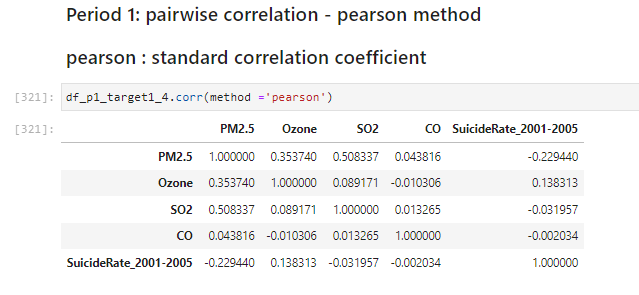 Period 1: pairwise correlation - pearson method
pearson : standard correlation coefficient
[321]: df_p1_target1_4.corr(method ='pearson')
[321]:
PM2.5 Ozone SO2 CO SuicideRate_2001-2005
PM2.5 1.000000 0.353740 0.508337 0.043816 -0.229440
Ozone 0.353740 1.000000 0.089171 -0.010306 0.138313
SO2 0.508337 0.089171 1.000000 0.013265 -0.031957
CO 0.043816 -0.010306 0.013265 1.000000 -0.002034
SuicideRate_2001-2005 -0.229440 0.138313 -0.031957 -0.002034 1.000000